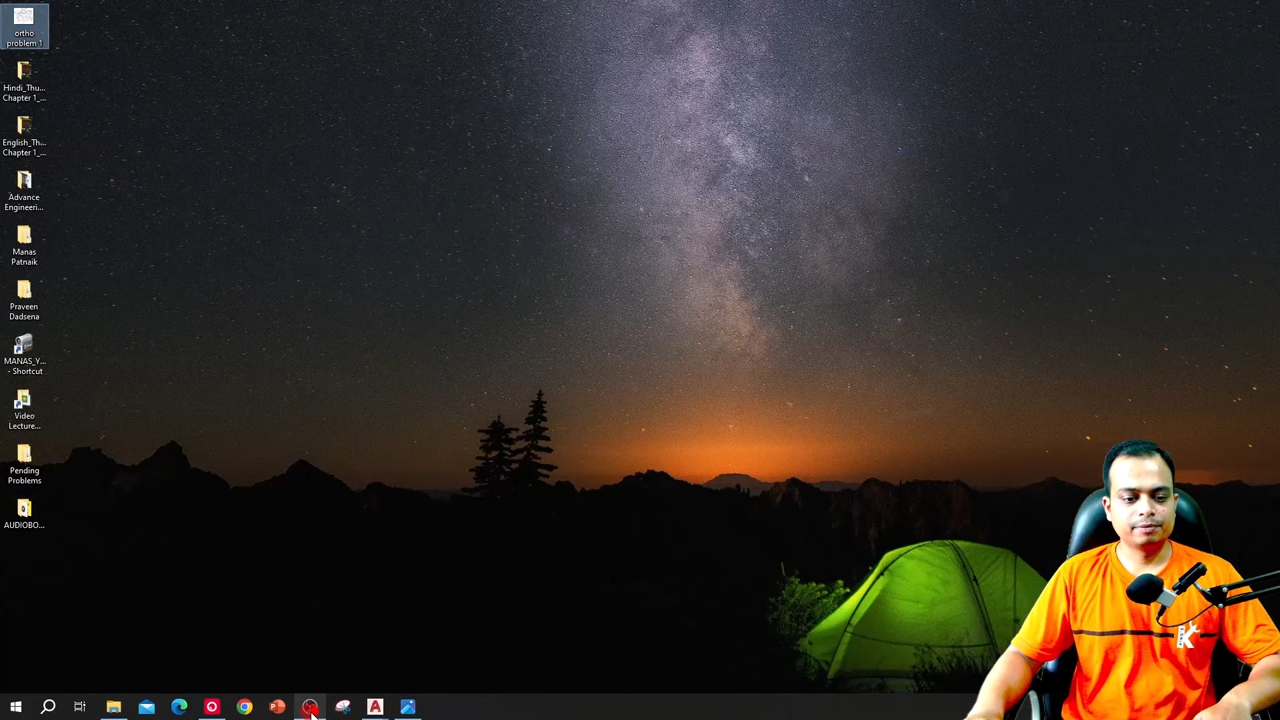 ortho
problem 1
Hindi_Thu...
Chapter 1_...
English_Th...
Chapter 1_...
Advance
Engineeri...
Manas
Patnaik
Praveen
Dadsena
MANAS_Y...
- Shortcut
Video
Lecture...
Pending
Problems
AUDIOBO...